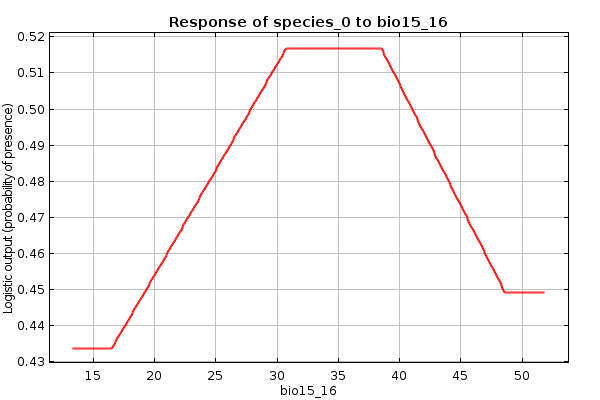 Response of species_0 to bio15_16
Logistic output (probability of presence)
0.52
0.51
0.50
0.49
0.48
0.47
0.46
0.45
0.44
0.43
15 20 25 30 35 40 45 50
bio15_16